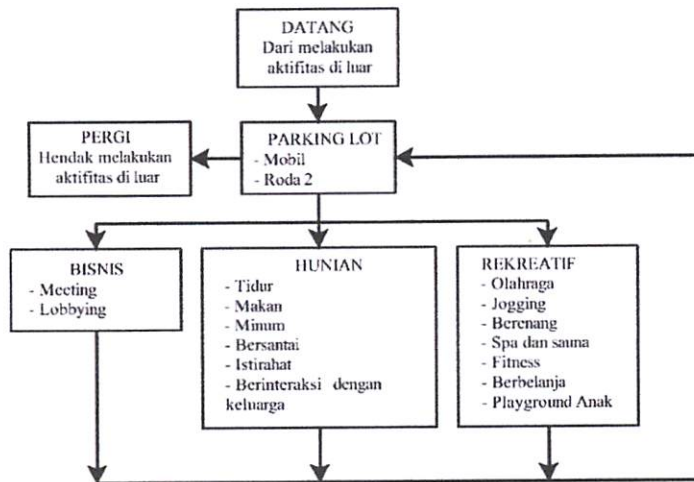 DATANG
Dari melakukan
aktifitas di luar
PERGI
Hendak melakukan
aktifitas di luar
PARKING LOT
- Mobil
- Roda 2
BISNIS
- Meeting
- Lobbying
HUNIAN
- Tidur
- Makan
- Minum
- Bersantai
- Istirahat
- Berinteraksi dengan
keluarga
REKREATIF
- Olahraga
- Jogging
- Berenang
- Spa dan sauna
- Fitness
- Berbelanja
- Playground Anak